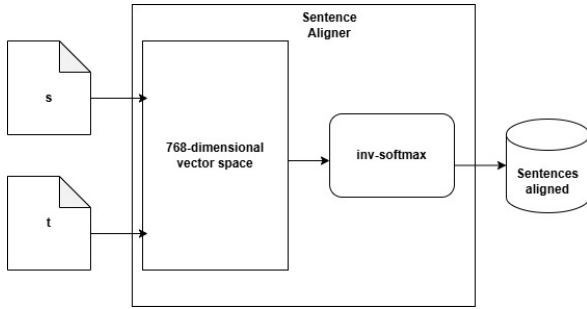 Sentence
Aligner
s
768-dimensional
vector space
inv-softmax
Sentences
aligned
t